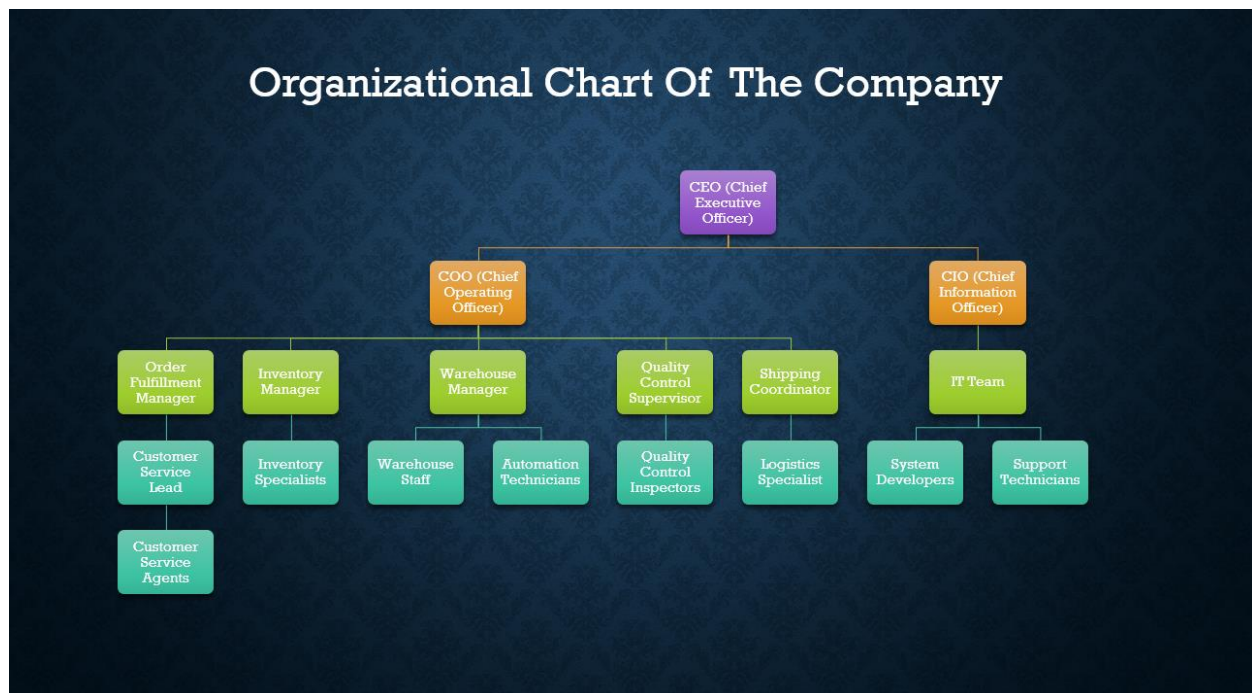 Organizational Chart Of The Company
CEO (Chief
Executive
Officer)
COO (Chief
Operating
Officer)
CIO (Chief
Information
Officer)
Order
Fulfillment
Manager
Inventory
Manager
Warehouse
Manager
Quality
Control
Supervisor
Shipping
Coordinator
IT Team
Customer
Service
Lead
Inventory
Specialists
Warehouse
Staff
Automation
Technicians
Quality
Control
Inspectors
Logistics
Specialist
System
Developers
Support
Technicians
Customer
Service
Agents